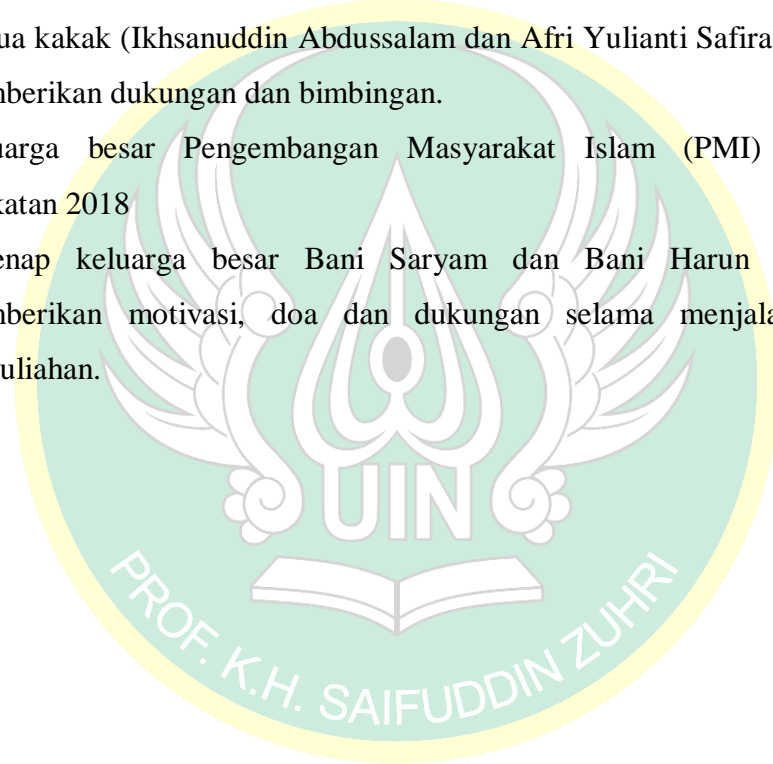 ua kakak (Ikhsanuddin Abdussalam dan Afri Yulianti Safira
mberikan dukungan dan bimbingan.
uarga besar Pengembangan Masyarakat Islam (PMI)
katan 2018
enap keluarga besar Bani Saryam dan Bani Harun
mberikan motivasi, doa dan dukungan selama menjala
uliahan.
UIN
PROF. K.H. SAIFUDDIN ZUHRI